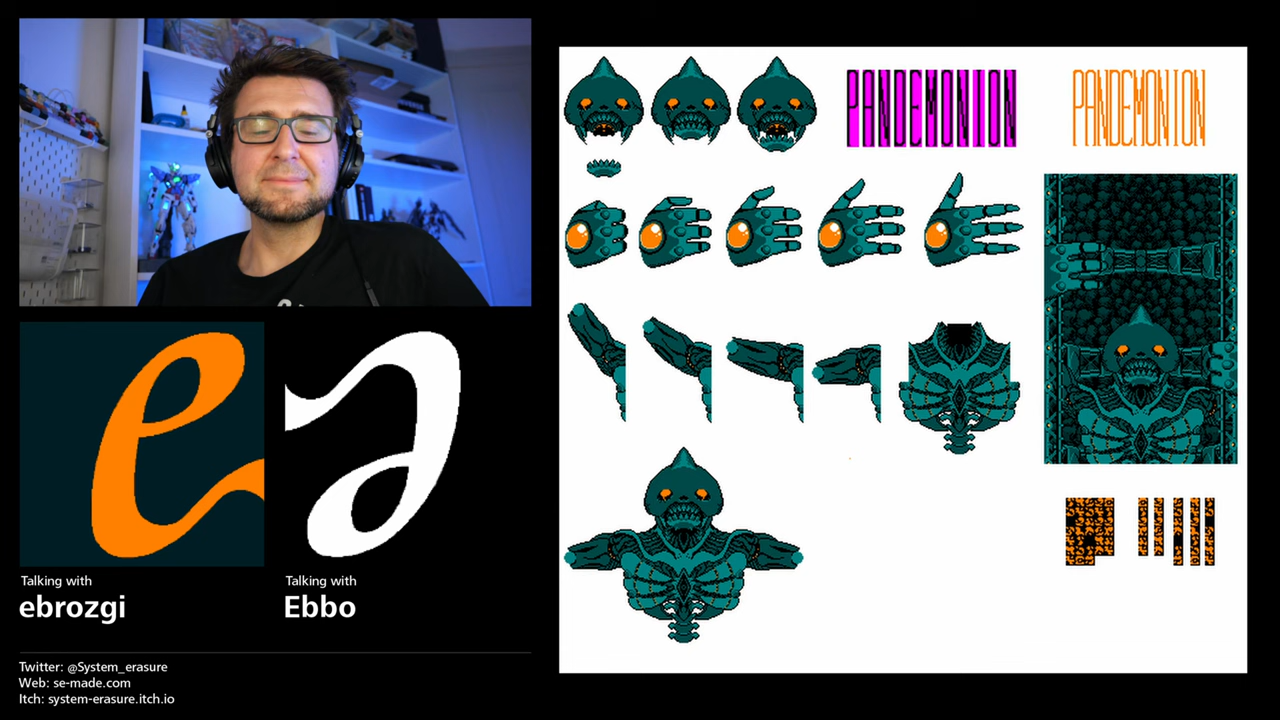 PANDEMONION
PANDEMONION
Talking with
ebrozgi
Talking with
Ebbo
Twitter: @System_erasure
Web: se-made.com
Itch: system-erasure.itch.io